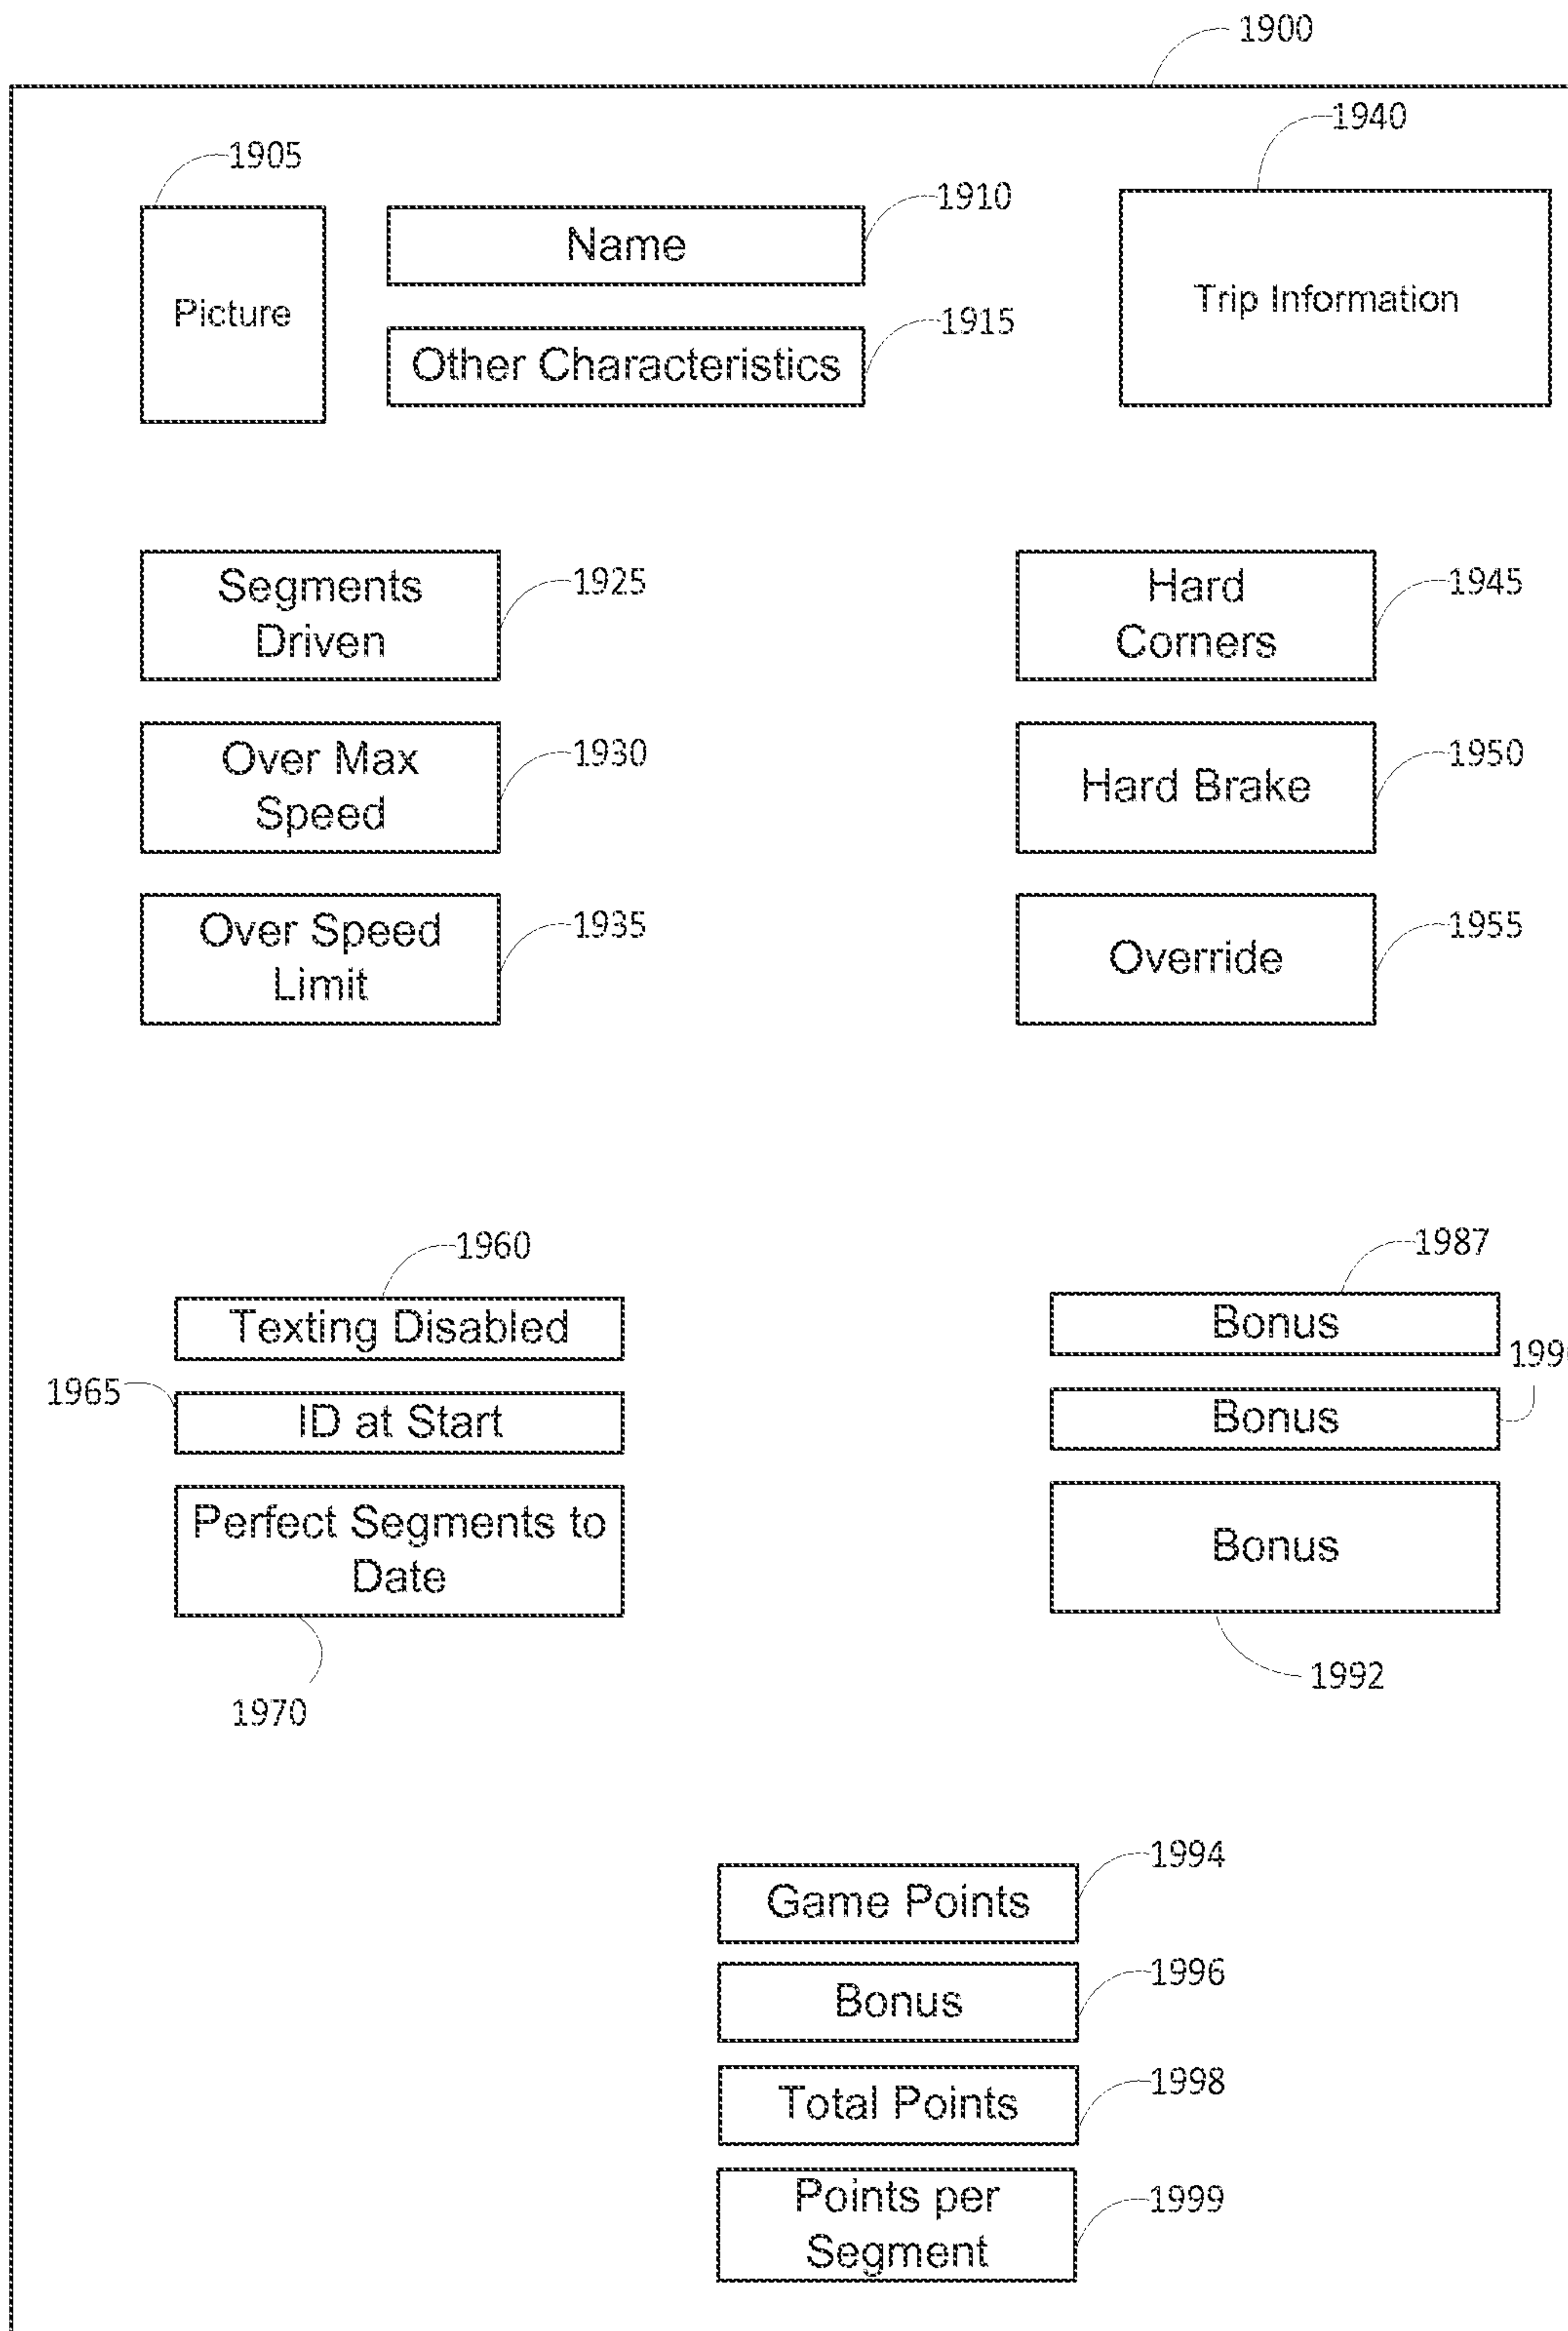 1900
1940
1905
1910
Name
Picture
Trip Information
1915
Other Characteristics
Segments
Driven
1925
Hard
Corners
1945
Over Max
Speed
1930
Hard Brake
1950
Over Speed
Limit
1935
Override
1955
1960
1987
Texting Disabled
Bonus
1965
ID at Start
Bonus
Perfect Segments to
Date
Bonus
1970
1992
1994
Game Points
1996
Bonus
1998
Total Points
Points per
Segment
1999